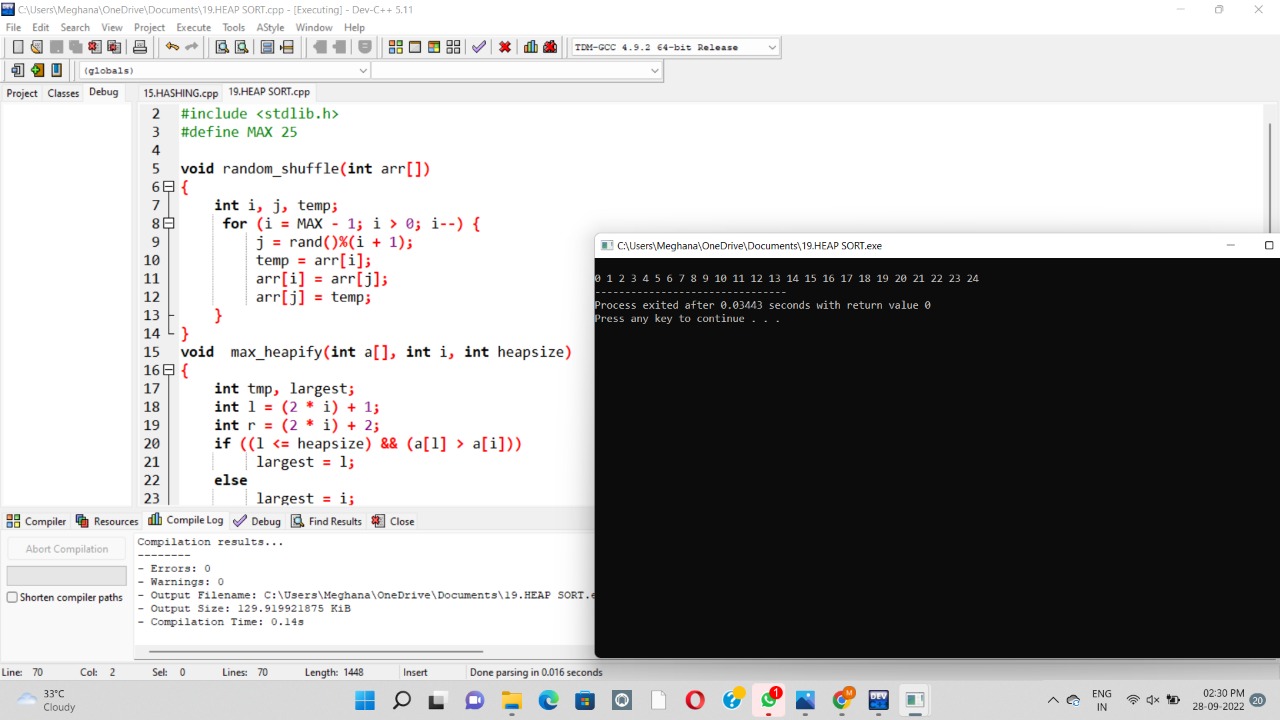 C:\Users\Meghana\OneDrive\Documents\19.HEAP SORT.cpp - [Executing] - Dev-C++ 5.11
File Edit Search View Project Execute Tools AStyle Window Help
TDM-GCC 4.9.2 64-bit Release
(globals)
Project Classes Debug 15.HASHING.cpp 19.HEAP SORT.cpp
2 #include <stdlib.h>
3 #define MAX 25
4
5 void random_shuffle(int arr[])
6 {
7 int i, j, temp;
8 for (i = MAX - 1; i > 0; i--) {
9 j = rand()%(i + 1);
10 temp = arr[i];
11 arr[i] = arr[j];
12 arr[j] = temp;
13 }
14 }
15 void max_heapify(int a[], int i, int heapsize)
16 {
17 int tmp, largest;
18 int l = (2 * i) + 1;
19 int r = (2 * i) + 2;
20 if ((l <= heapsize) && (a[l] > a[i]))
21 largest = l;
22 else
23 largest = i;
C:\Users\Meghana\OneDrive\Documents\19.HEAP SORT.exe
0 1 2 3 4 5 6 7 8 9 10 11 12 13 14 15 16 17 18 19 20 21 22 23 24
--------------------------------
Process exited after 0.03443 seconds with return value 0
Press any key to continue . . .
Compiler Resources Compile Log Debug Find Results Close
Abort Compilation
Shorten compiler paths
Compilation results...
--------
- Errors: 0
- Warnings: 0
- Output Filename: C:\Users\Meghana\OneDrive\Documents\19.HEAP SORT.e
- Output Size: 129.919921875 KiB
- Compilation Time: 0.14s
Line: 70 Col: 2 Sel: 0 Lines: 70 Length: 1448 Insert Done parsing in 0.016 seconds
33°C
Cloudy
1
M
DEV
ENG
IN
02:30 PM
28-09-2022
20